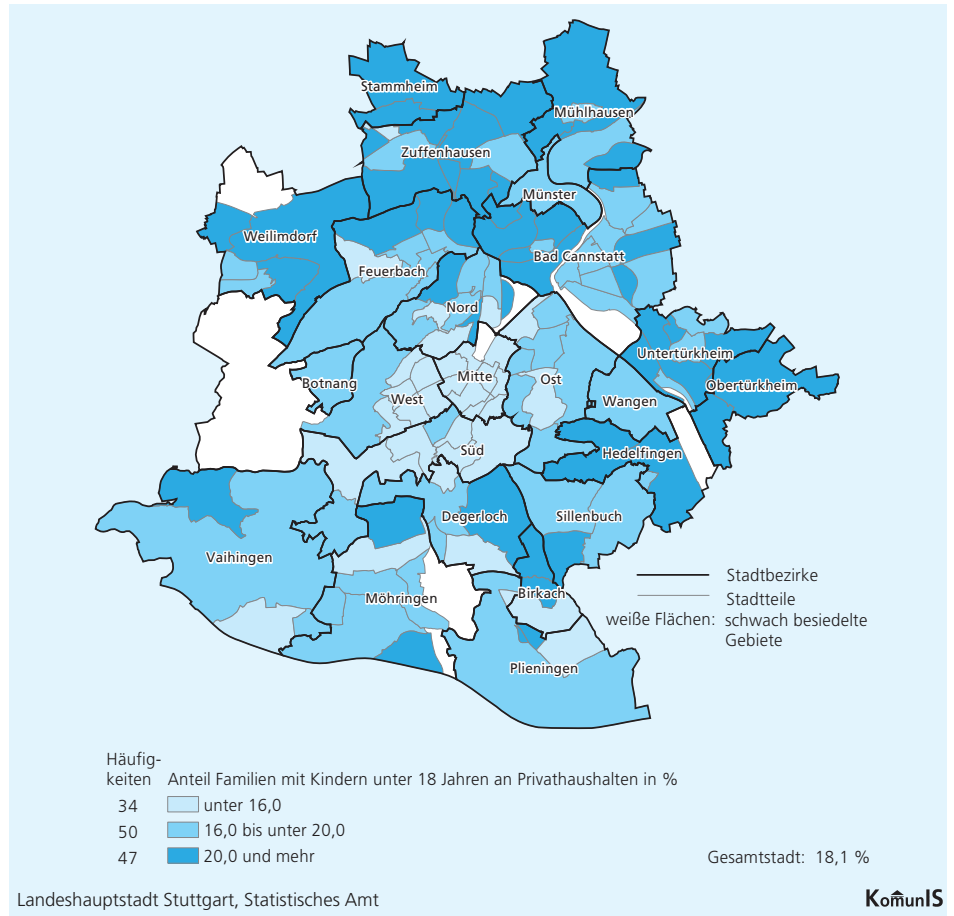 Stammheim
Mühlhausen
Zuffenhausen
Münster
Weilimdorf
Bad Cannstatt
Feuerbach
Nord
Untertürkheim
Mitte
Ost
Botnang
Obertürkheim
West
Wangen
Süd
Hedelfingen
Degerloch
Sillenbuch
Vaihingen
Birkach
Möhringen
Plieningen
Stadtbezirke
Stadtteile
weiße Flächen: schwach besiedelte
Gebiete
Häufig-
keiten Anteil Familien mit Kindern unter 18 Jahren an Privathaushalten in %
34 unter 16,0
50 16,0 bis unter 20,0
47 20,0 und mehr
Gesamtstadt: 18,1 %
Landeshauptstadt Stuttgart, Statistisches Amt
KomunIS